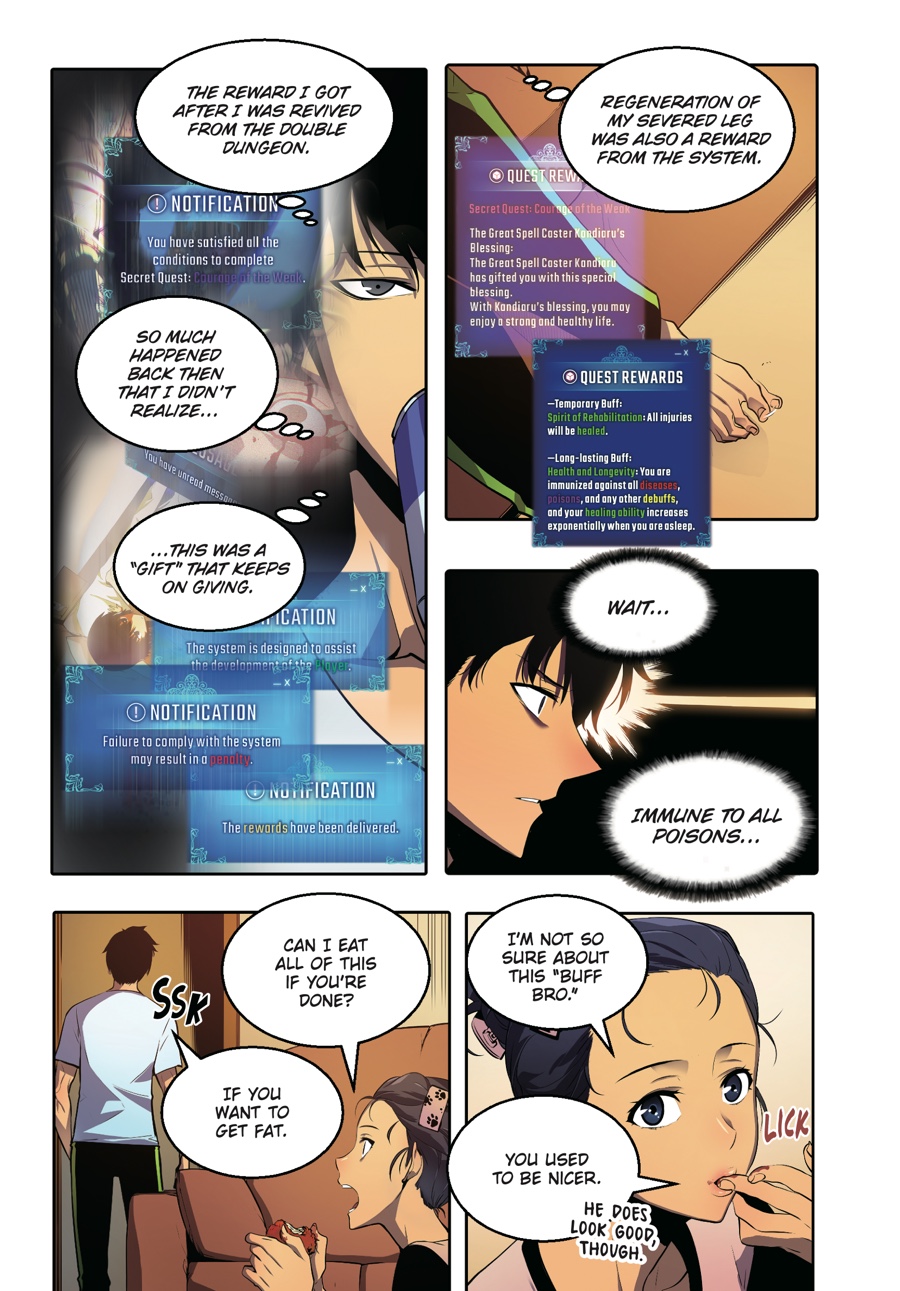 THE REWARD I GOT
AFTER I WAS REVIVED
FROM THE DOUBLE
DUNGEON.
NOTIFICATION
You have satisfied all the
conditions to complete
Secret Quest: Courage of the Weak.
SO MUCH
HAPPENED
BACK THEN
THAT I DIDN'T
REALIZE...
You have unread messag
...THIS WAS A
"GIFT" THAT KEEPS
ON GIVING.
IFICATION
The system is designed to assist
the development of the Player.
NOTIFICATION
Failure to comply with the system
may result in a penalty.
NOTIFICATION
The rewards have been delivered.
REGENERATION OF
MY SEVERED LEG
WAS ALSO A REWARD
FROM THE SYSTEM.
QUEST REWA
Secret Quest: Courage of the Weak
The Great Spell Caster Kandiaru's
Blessing:
The Great Spell Caster Kandiaru
has gifted you with this special
blessing.
With Kandiaru's blessing, you may
enjoy a strong and healthy life.
QUEST REWARDS
—Temporary Buff:
Spirit of Rehabilitation: All injuries
will be healed.
—Long-lasting Buff:
Health and Longevity: You are
immunized against all diseases,
poisons, and any other debuffs,
and your healing ability increases
exponentially when you are asleep.
WAIT...
IMMUNE TO ALL
POISONS...
SSK
CAN I EAT
ALL OF THIS
IF YOU'RE
DONE?
IF YOU
WANT TO
GET FAT.
I'M NOT SO
SURE ABOUT
THIS "BUFF
BRO."
LICK
YOU USED
TO BE NICER.
HE DOES
LOOK GOOD,
THOUGH.